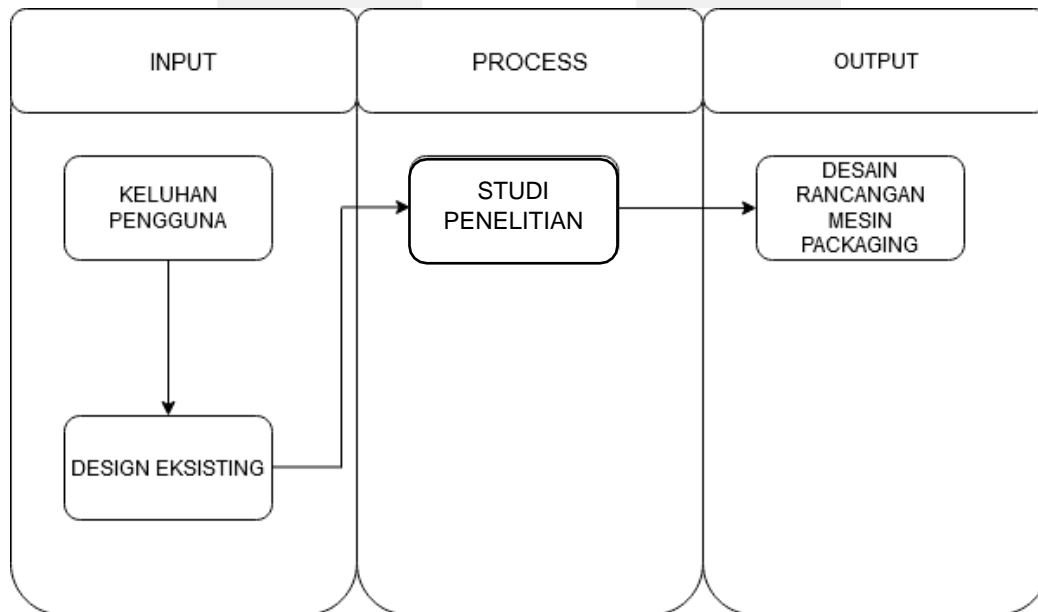 INPUT
PROCESS
OUTPUT
KELUHAN
PENGGUNA
STUDI
PENELITIAN
DESAIN
RANCANGAN
MESIN
PACKAGING
DESIGN EKSISTING